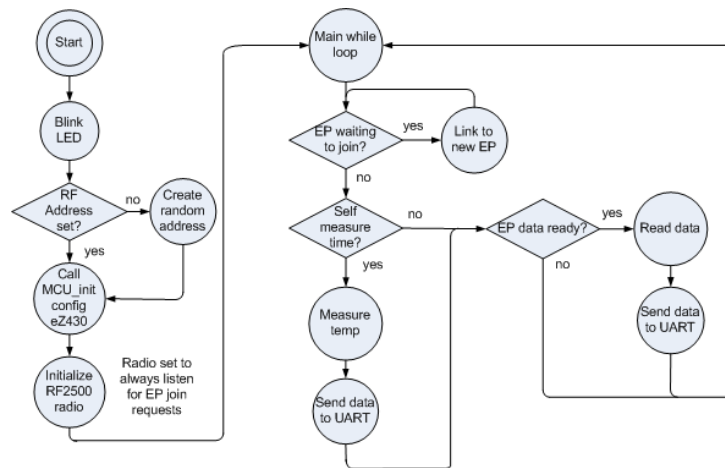 Start
Blink
LED
RF
Address
set?
no
Create
random
address
yes
Call
MCU_init
config
eZ430
Initialize
RF2500
radio
Radio set to
always listen
for EP join
requests
Main while
loop
EP waiting
to join?
yes
Link to
new EP
no
Self
measure
time?
no
yes
Measure
temp
Send data
to UART
EP data ready?
yes
no
Read data
Send data
to UART